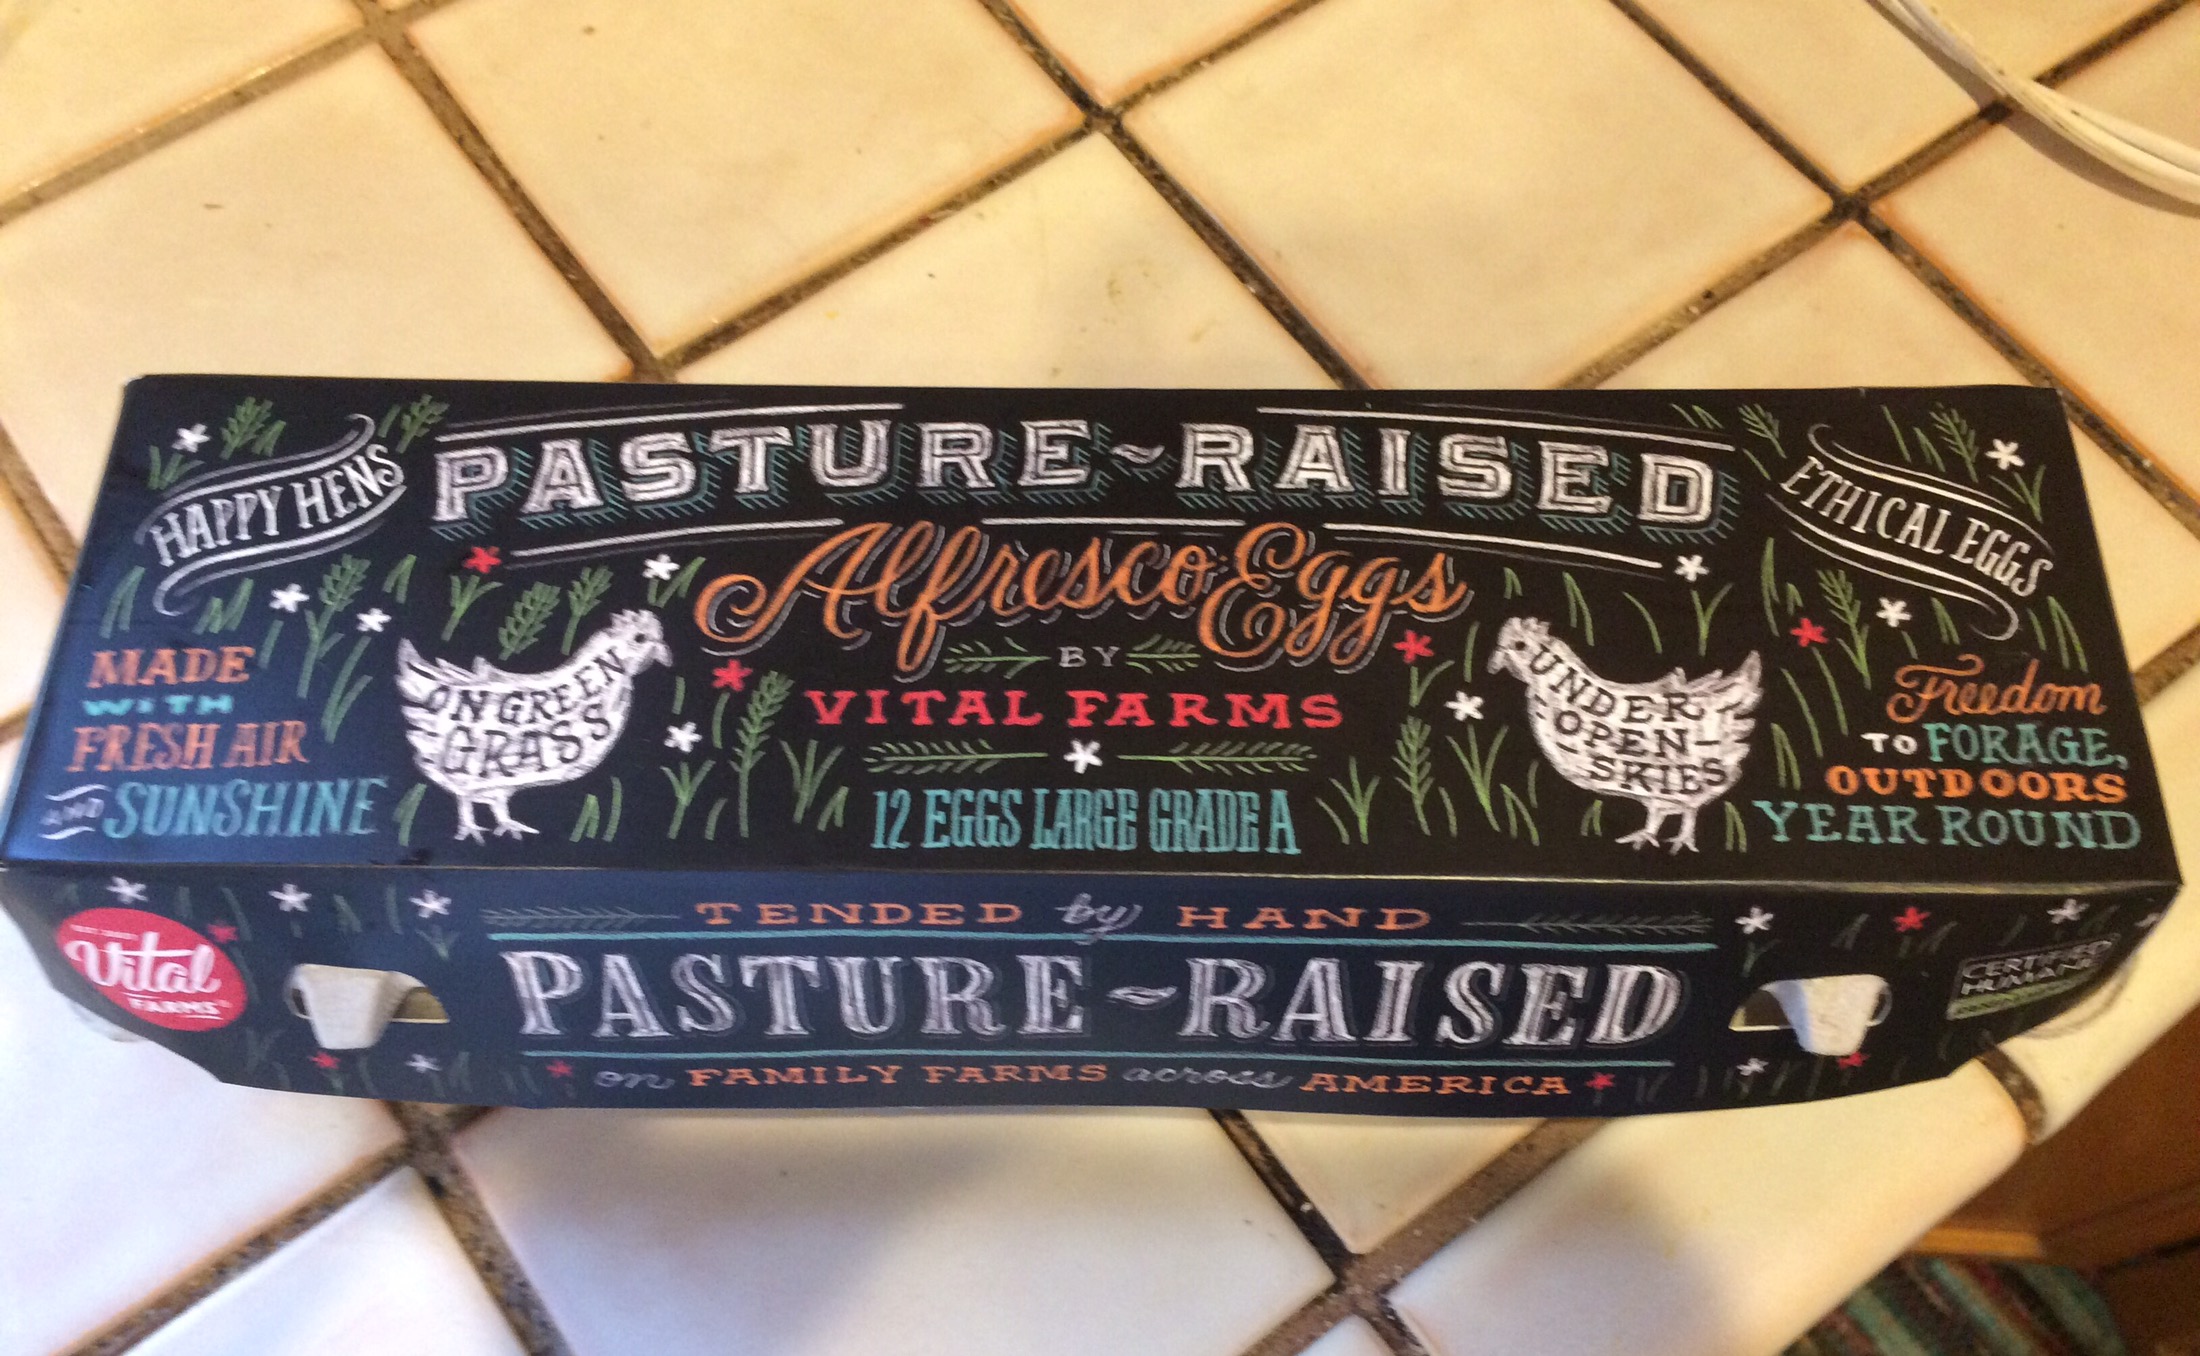 HAPPY HENS
PASTURE~RAISED
ETHICAL EGGS
Alfresco Eggs
BY
VITAL FARMS
12 EGGS LARGE GRADE A
MADE
WITH
FRESH AIR
AND SUNSHINE
ON GREEN
GRASS
UNDER
OPEN-
SKIES
Freedom
TO FORAGE,
OUTDOORS
YEAR ROUND
Vital
FARMS
TENDED by HAND
PASTURE~RAISED
on FAMILY FARMS across AMERICA
CERTIFIED
HUMANE